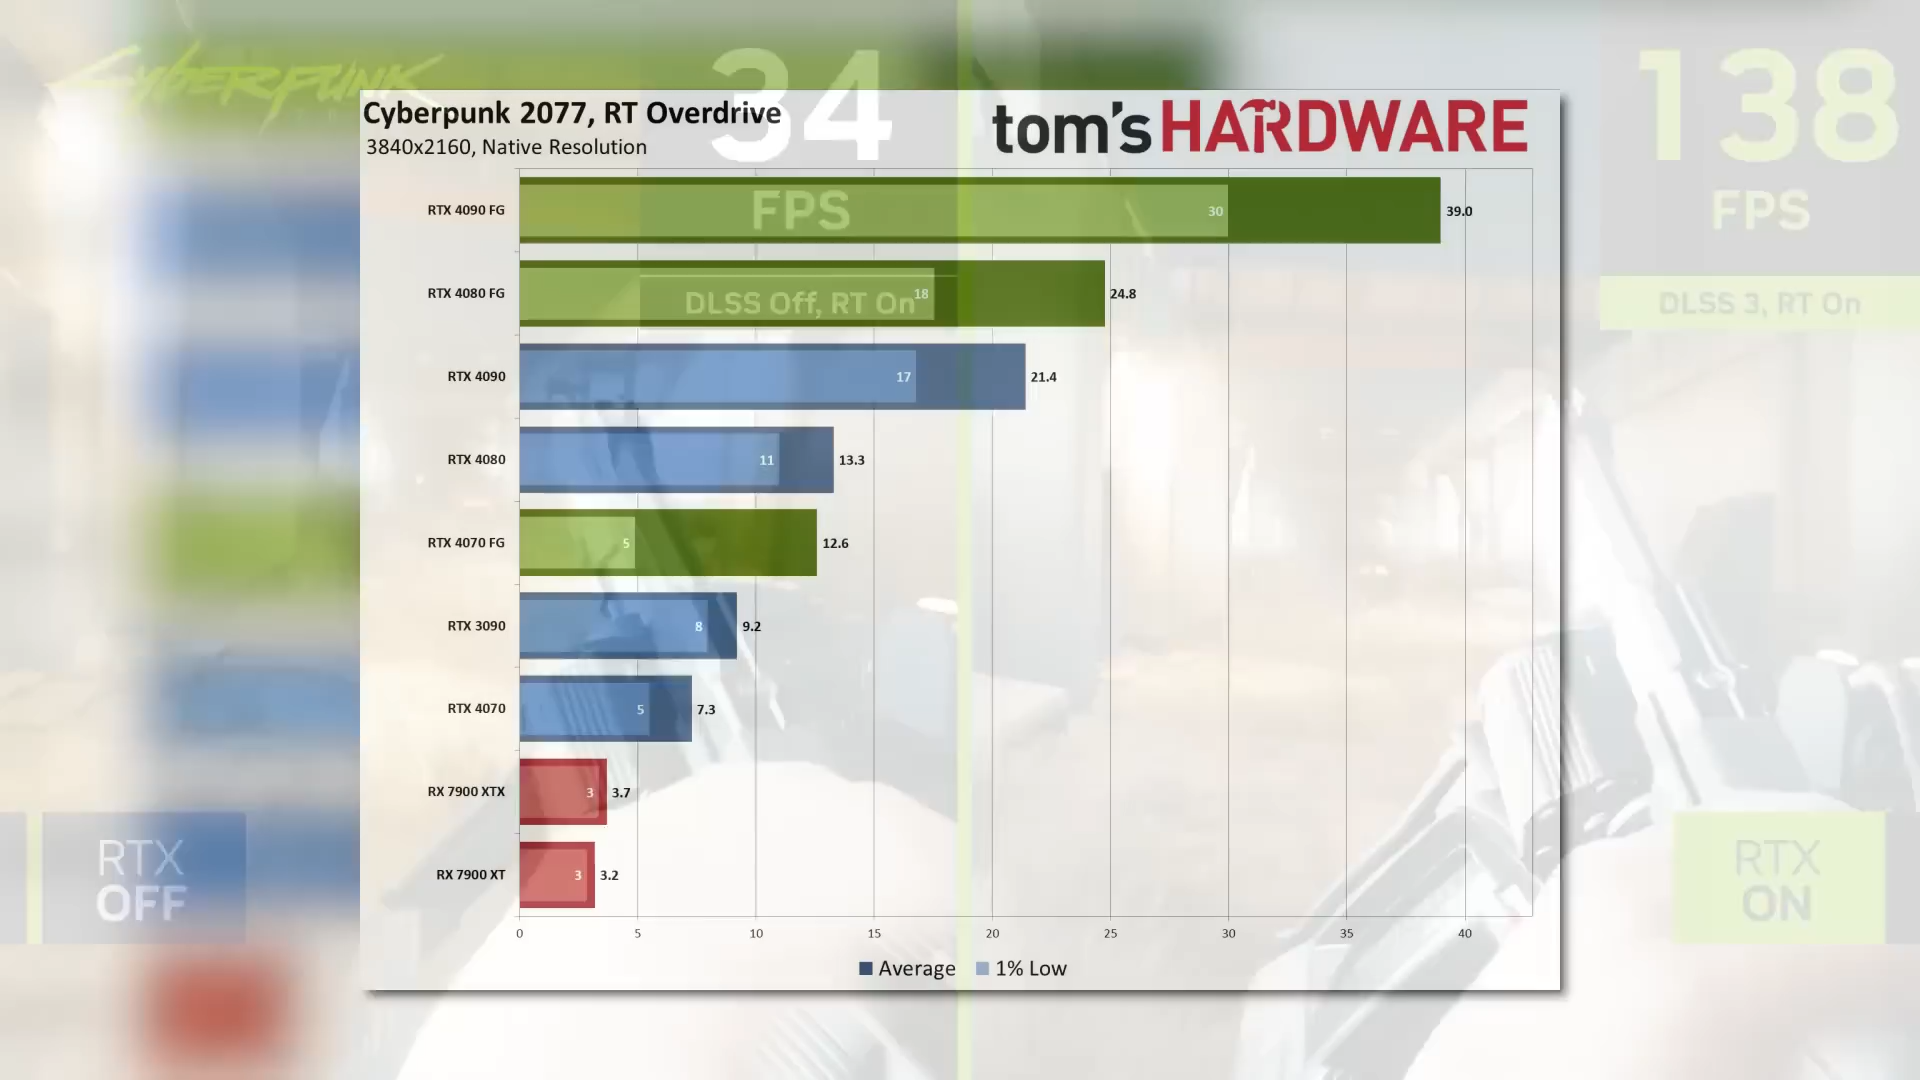 CYBERPUNK
34
FPS
DLSS Off, RT On
138
FPS
DLSS 3, RT On
RTX
OFF
RTX
ON
Cyberpunk 2077, RT Overdrive
3840x2160, Native Resolution
tom's HARDWARE
RTX 4090 FG 30 39.0
RTX 4080 FG 18 24.8
RTX 4090 17 21.4
RTX 4080 11 13.3
RTX 4070 FG 5 12.6
RTX 3090 8 9.2
RTX 4070 5 7.3
RX 7900 XTX 3 3.7
RX 7900 XT 3 3.2
0 5 10 15 20 25 30 35 40
Average 1% Low